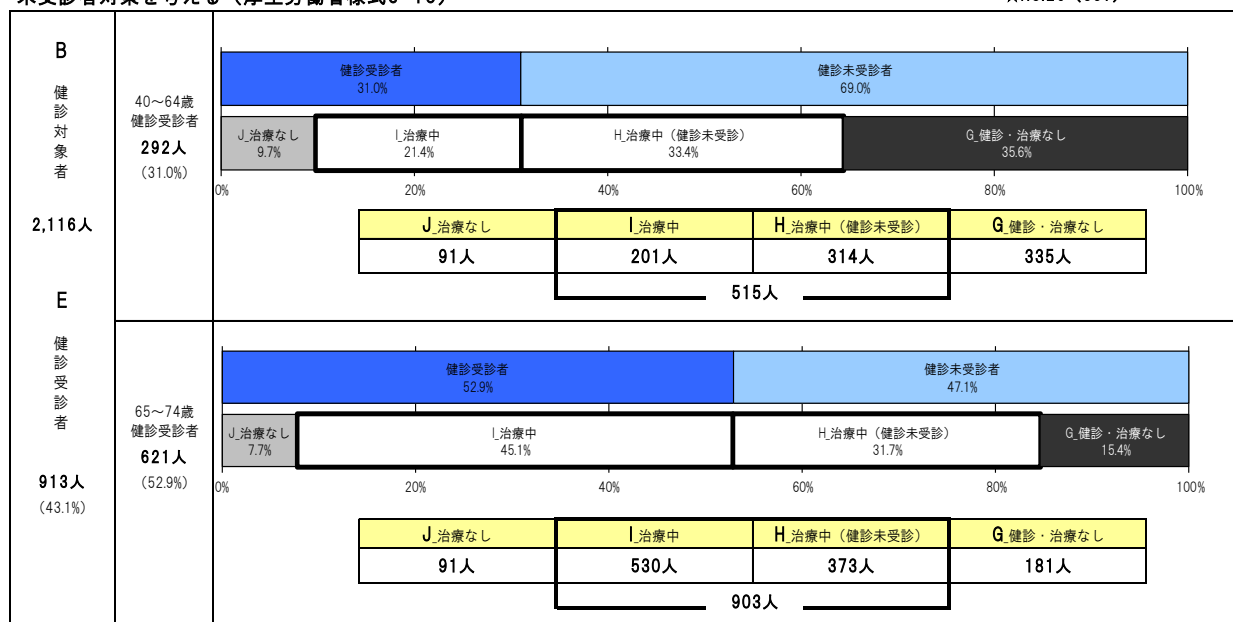 B
健診対象者
2,116人
E
健診受診者
913人
(43.1%)
40～64歳
健診受診者
292人
(31.0%)
健診受診者
31.0%
健診未受診者
69.0%
J_治療なし
9.7%
I_治療中
21.4%
H_治療中（健診未受診）
33.4%
G_健診・治療なし
35.6%
0% 20% 40% 60% 80% 100%
J_治療なし I_治療中 H_治療中（健診未受診） G_健診・治療なし
91人 201人 314人 335人
515人
65～74歳
健診受診者
621人
(52.9%)
健診受診者
52.9%
健診未受診者
47.1%
J_治療なし
7.7%
I_治療中
45.1%
H_治療中（健診未受診）
31.7%
G_健診・治療なし
15.4%
0% 20% 40% 60% 80% 100%
J_治療なし I_治療中 H_治療中（健診未受診） G_健診・治療なし
91人 530人 373人 181人
903人